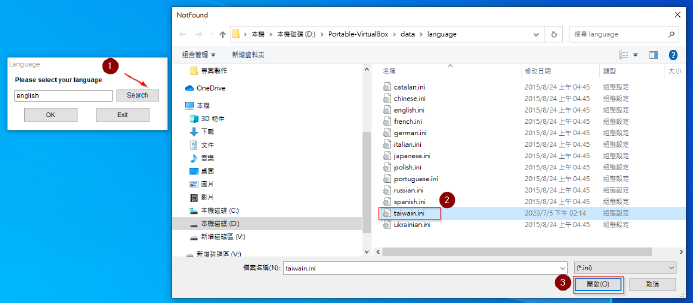 Language
1
Please select your language
english
Search
OK
Exit
NotFound
本機 > 本機磁碟 (D:) > Portable-VirtualBox > data > language
搜尋 language
組合管理
新增資料夾
專案製作
OneDrive
本機
3D 物件
下載
文件
音樂
桌面
圖片
影片
本機磁碟 (C:)
本機磁碟 (D:)
新增磁碟區 (V:)
新增磁碟區 (V:)
名稱 修改日期 類型
catalan.ini 2015/8/24 上午 04:45 組態設定
chinese.ini 2015/8/24 上午 04:45 組態設定
english.ini 2015/8/24 上午 04:45 組態設定
french.ini 2015/8/24 上午 04:45 組態設定
german.ini 2015/8/24 上午 04:45 組態設定
italian.ini 2015/8/24 上午 04:45 組態設定
japanese.ini 2015/8/24 上午 04:45 組態設定
polish.ini 2015/8/24 上午 04:45 組態設定
portuguese.ini 2015/8/24 上午 04:45 組態設定
russian.ini 2015/8/24 上午 04:45 組態設定
spanish.ini 2015/8/24 上午 04:45 組態設定
2
taiwain.ini 2023/7/5 下午 02:14 組態設定
ukrainian.ini 2015/8/24 上午 04:45 組態設定
檔案名稱(N): taiwain.ini (*.ini)
3
開啟(O) 取消